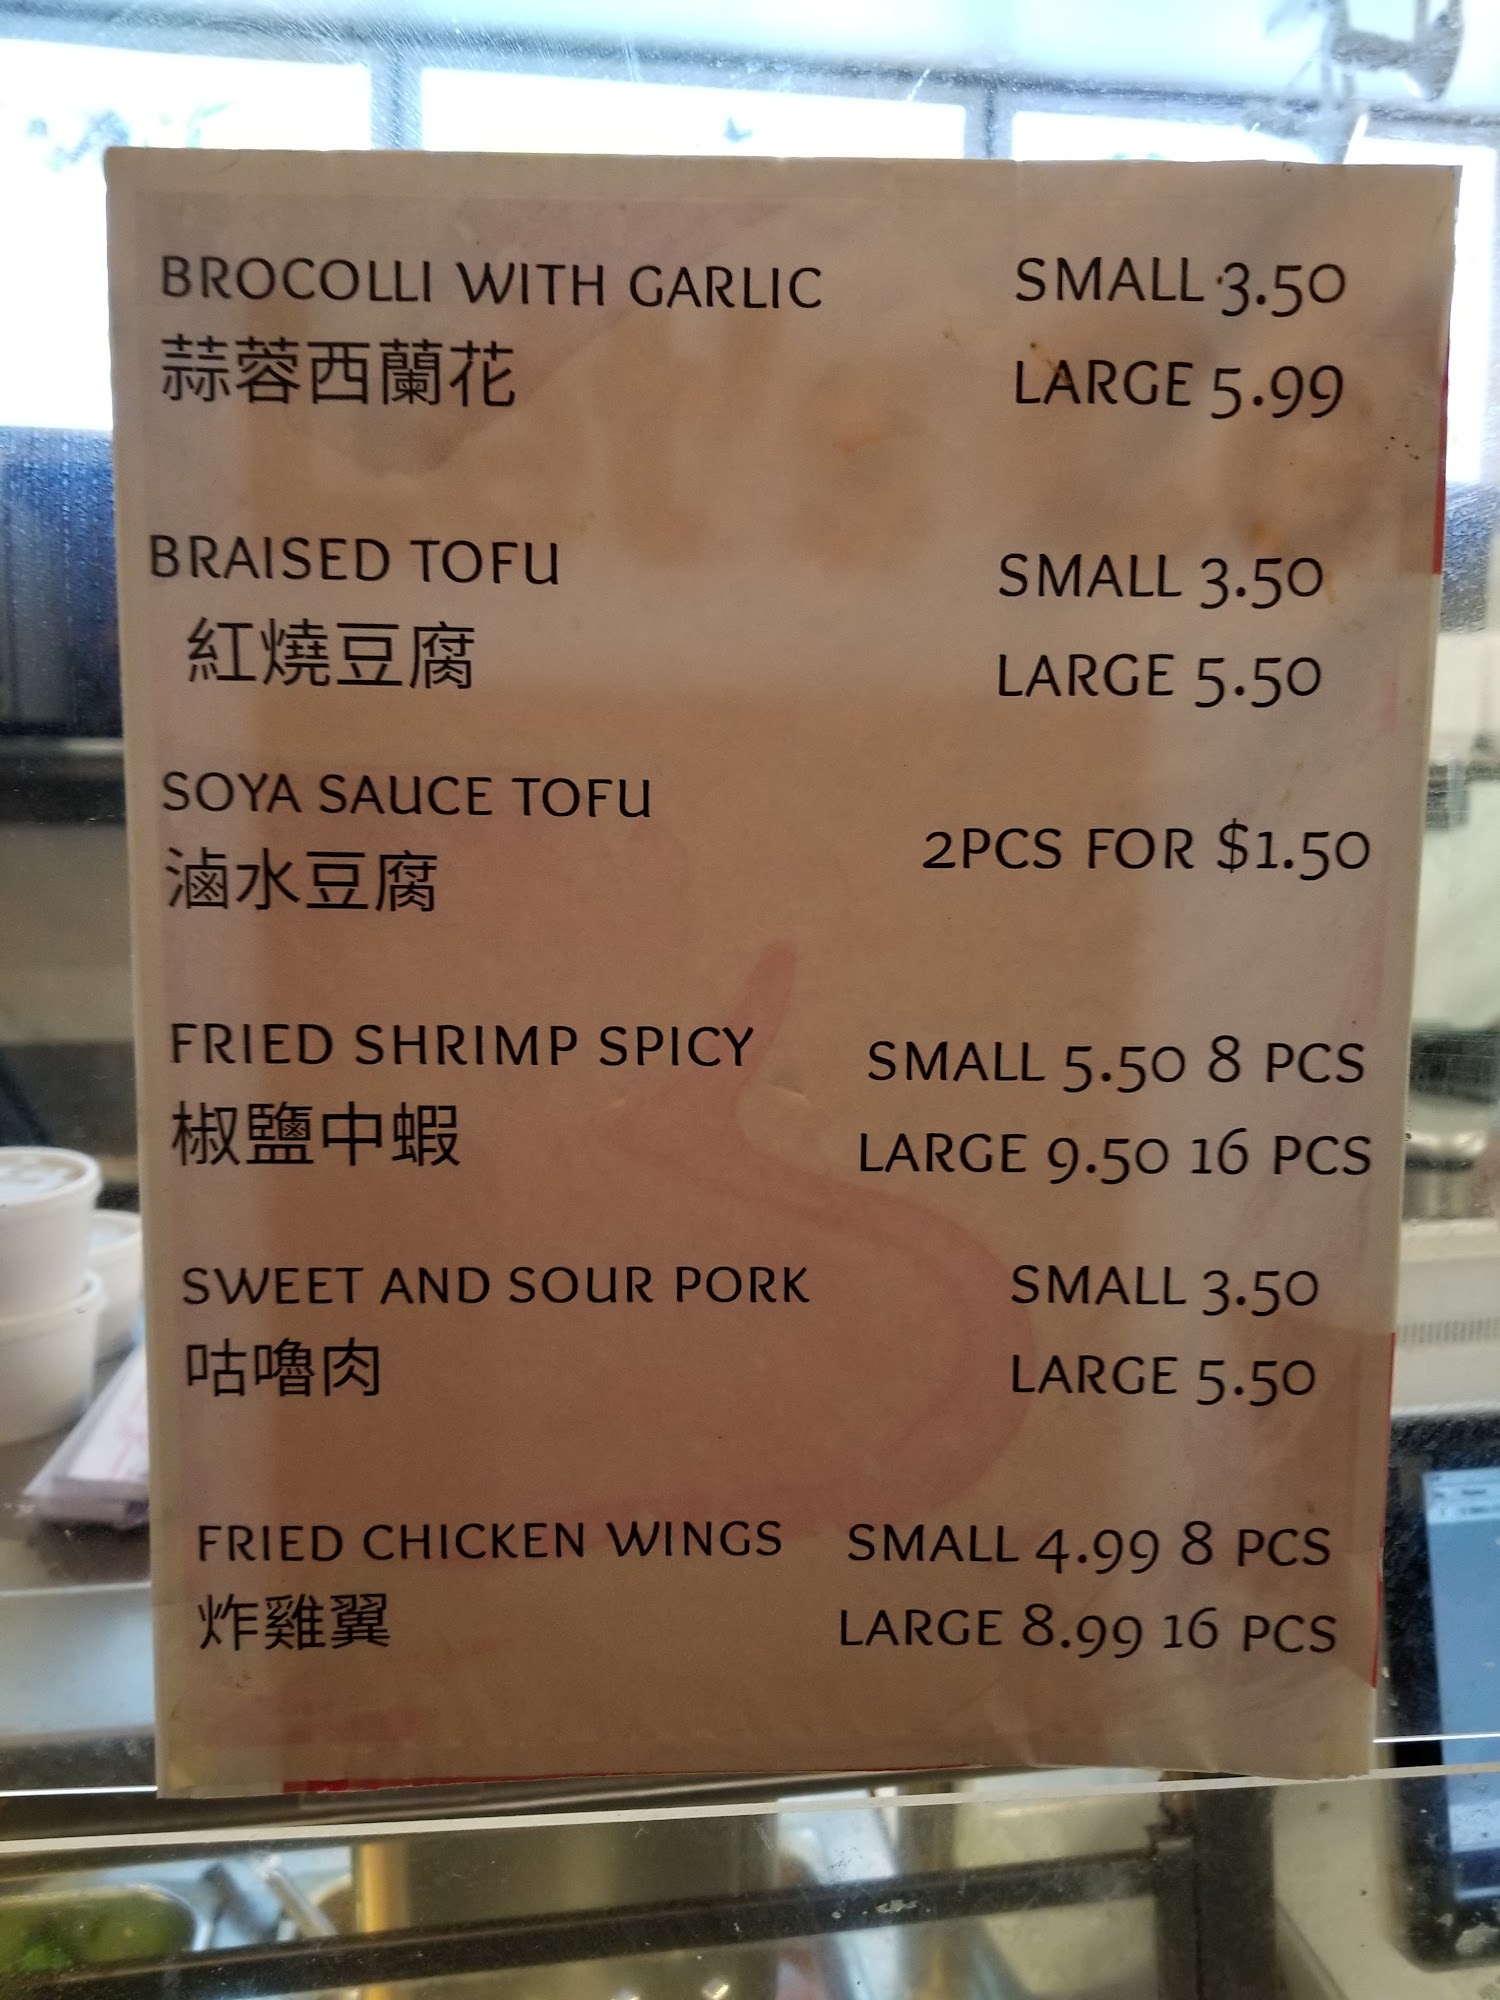 BROCOLLI WITH GARLIC SMALL 3.50
蒜蓉西蘭花 LARGE 5.99
BRAISED TOFU SMALL 3.50
紅燒豆腐 LARGE 5.50
SOYA SAUCE TOFU
2PCS FOR $1.50
滷水豆腐
FRIED SHRIMP SPICY SMALL 5.50 8 PCS
椒鹽中蝦 LARGE 9.50 16 PCS
SWEET AND SOUR PORK SMALL 3.50
咕嚕肉 LARGE 5.50
FRIED CHICKEN WINGS SMALL 4.99 8 PCS
炸雞翼 LARGE 8.99 16 PCS